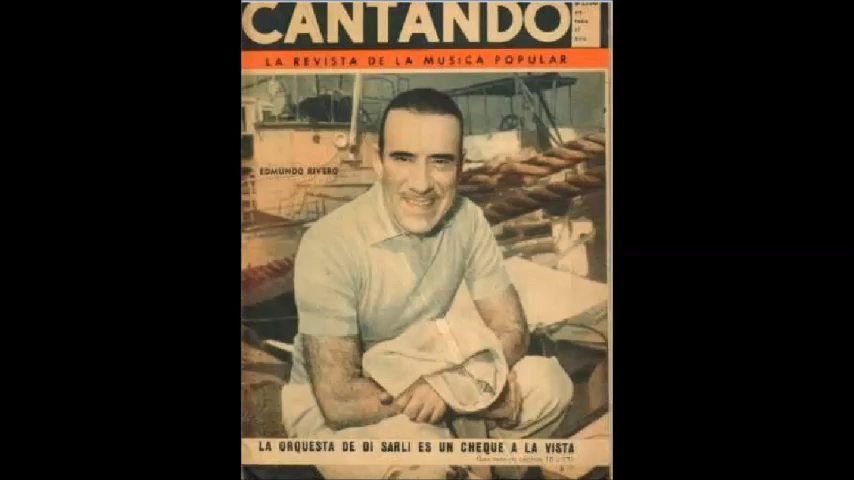 CANTANDO
LA REVISTA DE LA MUSICA POPULAR
EDMUNDO RIVERO
LA ORQUESTA DE DI SARLI ES UN CHEQUE A LA VISTA